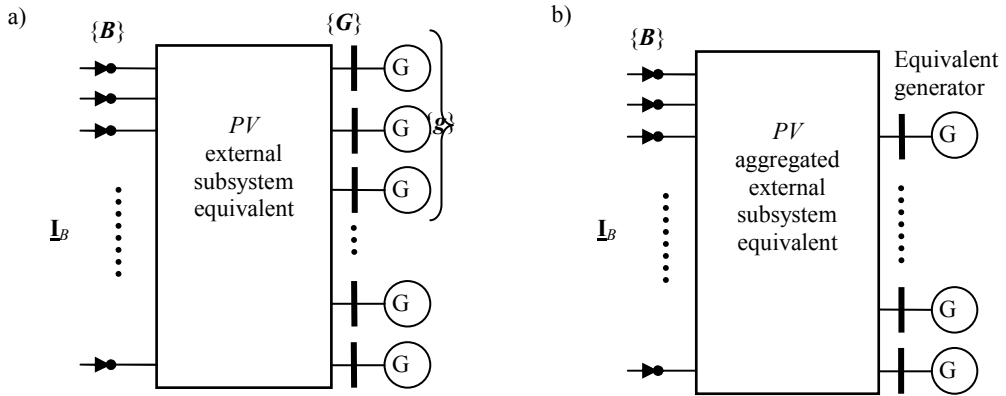 a)
{B}
{G}
G
G
{g}
G
G
G
PV
external
subsystem
equivalent
I_B
b)
{B}
Equivalent
generator
G
G
G
PV
aggregated
external
subsystem
equivalent
I_B